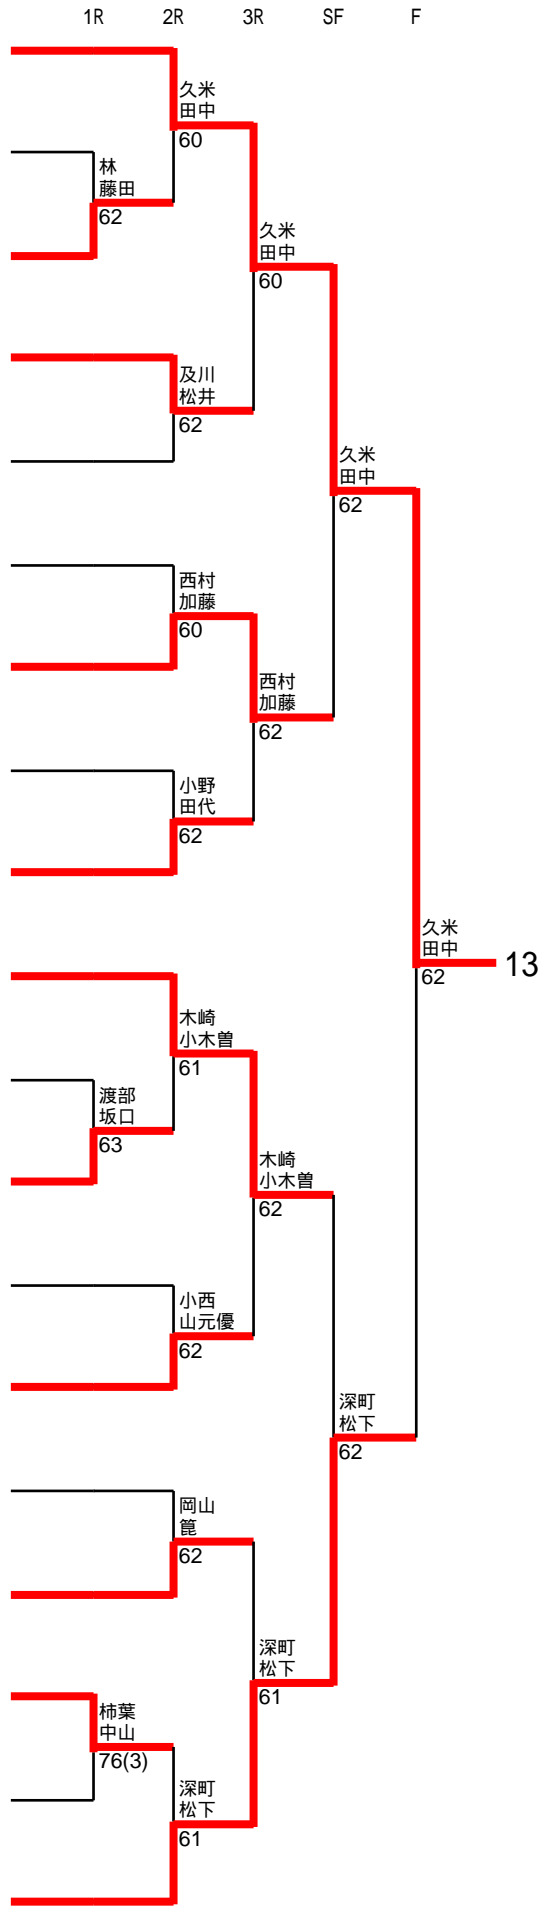 1R 2R 3R SF F
久米
田中
60
林
藤田
62
久米
田中
60
及川
松井
62
久米
田中
62
西村
加藤
60
西村
加藤
62
小野
田代
62
久米
田中
62
13
木崎
小木曽
61
渡部
坂口
63
木崎
小木曽
62
小西
山元優
62
深町
松下
62
岡山
箟
62
深町
松下
61
柿葉
中山
76(3)
深町
松下
61